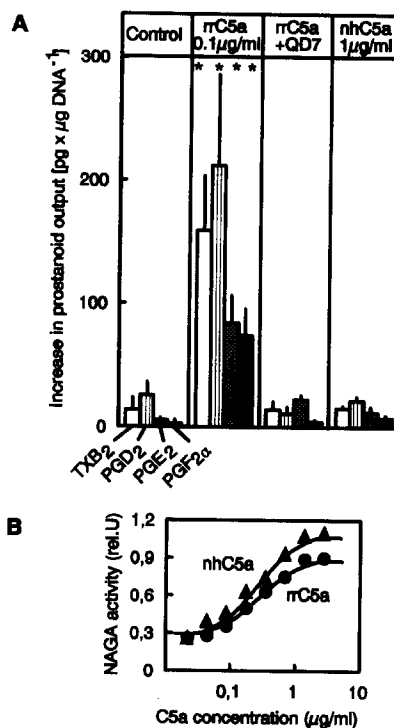 A
Control
rrC5a
0.1µg/ml
rrC5a
+QD7
nhC5a
1µg/ml
* * * *
Increase in prostanoid output [pg x µg DNA⁻¹]
300
200
100
0
TXB₂
PGD₂
PGE₂
PGF₂α
B
NAGA activity (rel.U)
1,2
0,9
0,6
0,3
0
nhC5a
rrC5a
0,1 1 10
C5a concentration (µg/ml)